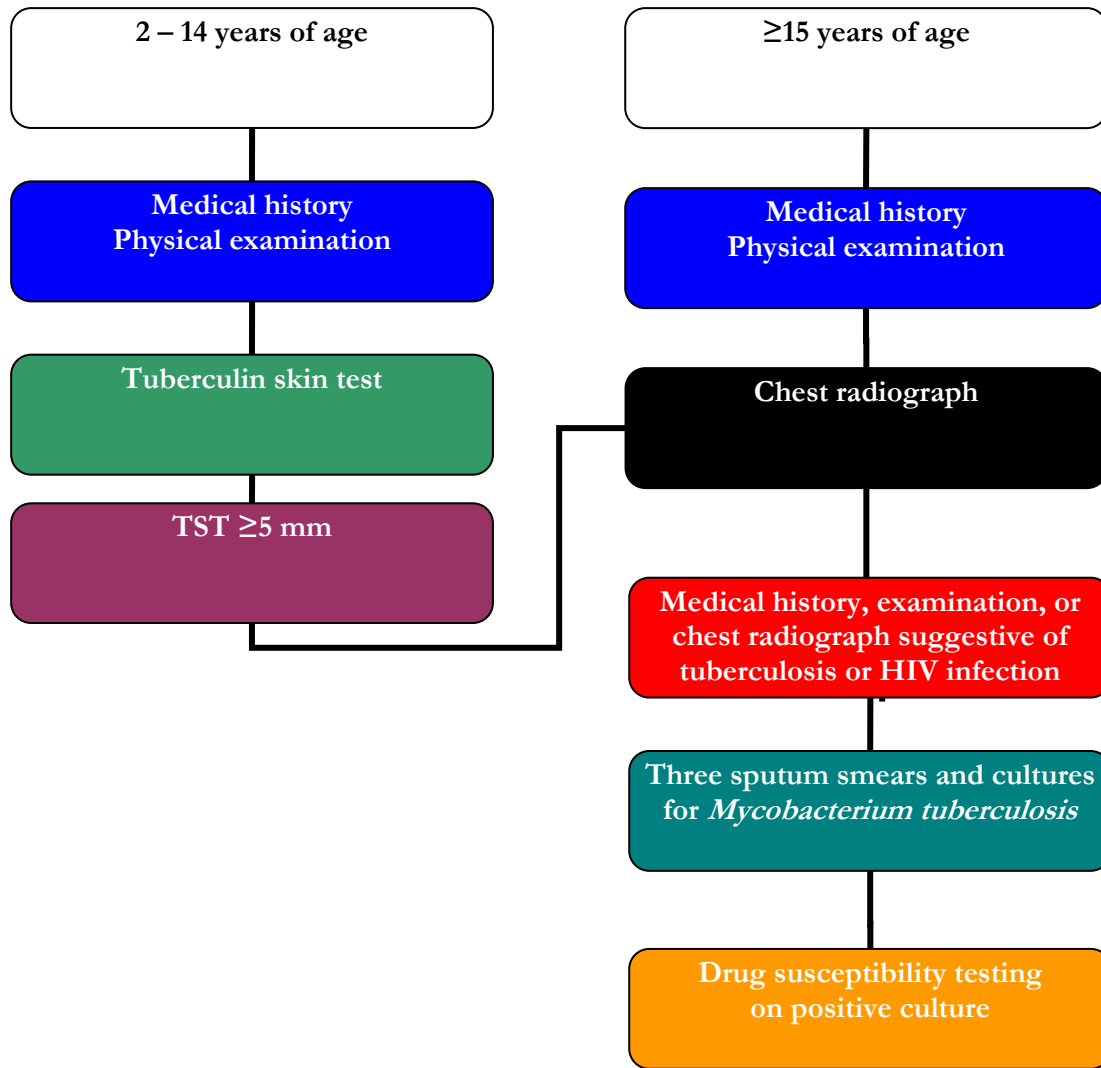 2 – 14 years of age
Medical history
Physical examination
Tuberculin skin test
TST ≥5 mm
≥15 years of age
Medical history
Physical examination
Chest radiograph
Medical history, examination, or
chest radiograph suggestive of
tuberculosis or HIV infection
Three sputum smears and cultures
for Mycobacterium tuberculosis
Drug susceptibility testing
on positive culture